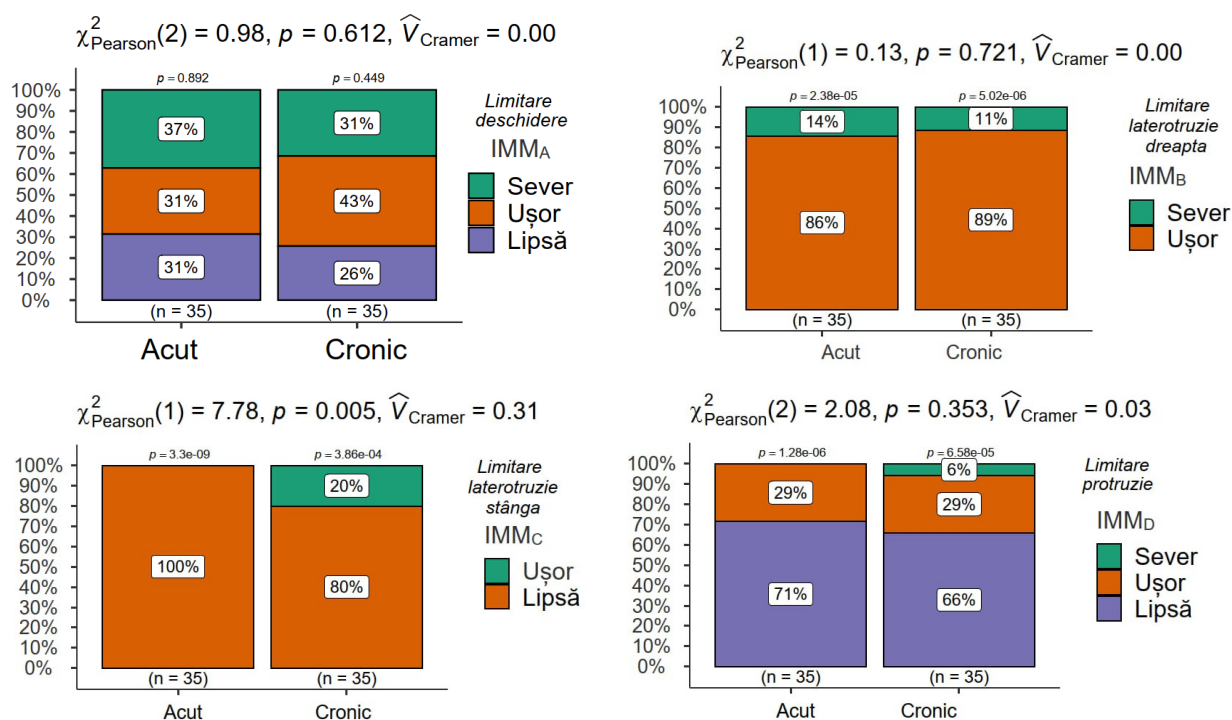 χ²Pearson(2) = 0.98, p = 0.612, V̂Cramer = 0.00
p = 0.892
p = 0.449
100%
90%
80%
70%
60%
50%
40%
30%
20%
10%
0%
37%
31%
31%
31%
43%
26%
(n = 35)
(n = 35)
Acut
Cronic
Limitare
deschidere
IMMA
Sever
Ușor
Lipsă
χ²Pearson(1) = 0.13, p = 0.721, V̂Cramer = 0.00
p = 2.38e-05
p = 5.02e-06
100%
90%
80%
70%
60%
50%
40%
30%
20%
10%
0%
14%
86%
11%
89%
(n = 35)
(n = 35)
Acut
Cronic
Limitare
laterotruzie
dreapta
IMMB
Sever
Ușor
χ²Pearson(1) = 7.78, p = 0.005, V̂Cramer = 0.31
p = 3.3e-09
p = 3.86e-04
100%
90%
80%
70%
60%
50%
40%
30%
20%
10%
0%
100%
20%
80%
(n = 35)
(n = 35)
Acut
Cronic
Limitare
laterotruzie
stânga
IMMC
Ușor
Lipsă
χ²Pearson(2) = 2.08, p = 0.353, V̂Cramer = 0.03
p = 1.28e-06
p = 6.58e-05
100%
90%
80%
70%
60%
50%
40%
30%
20%
10%
0%
29%
71%
6%
29%
66%
(n = 35)
(n = 35)
Acut
Cronic
Limitare
protruzie
IMMD
Sever
Ușor
Lipsă